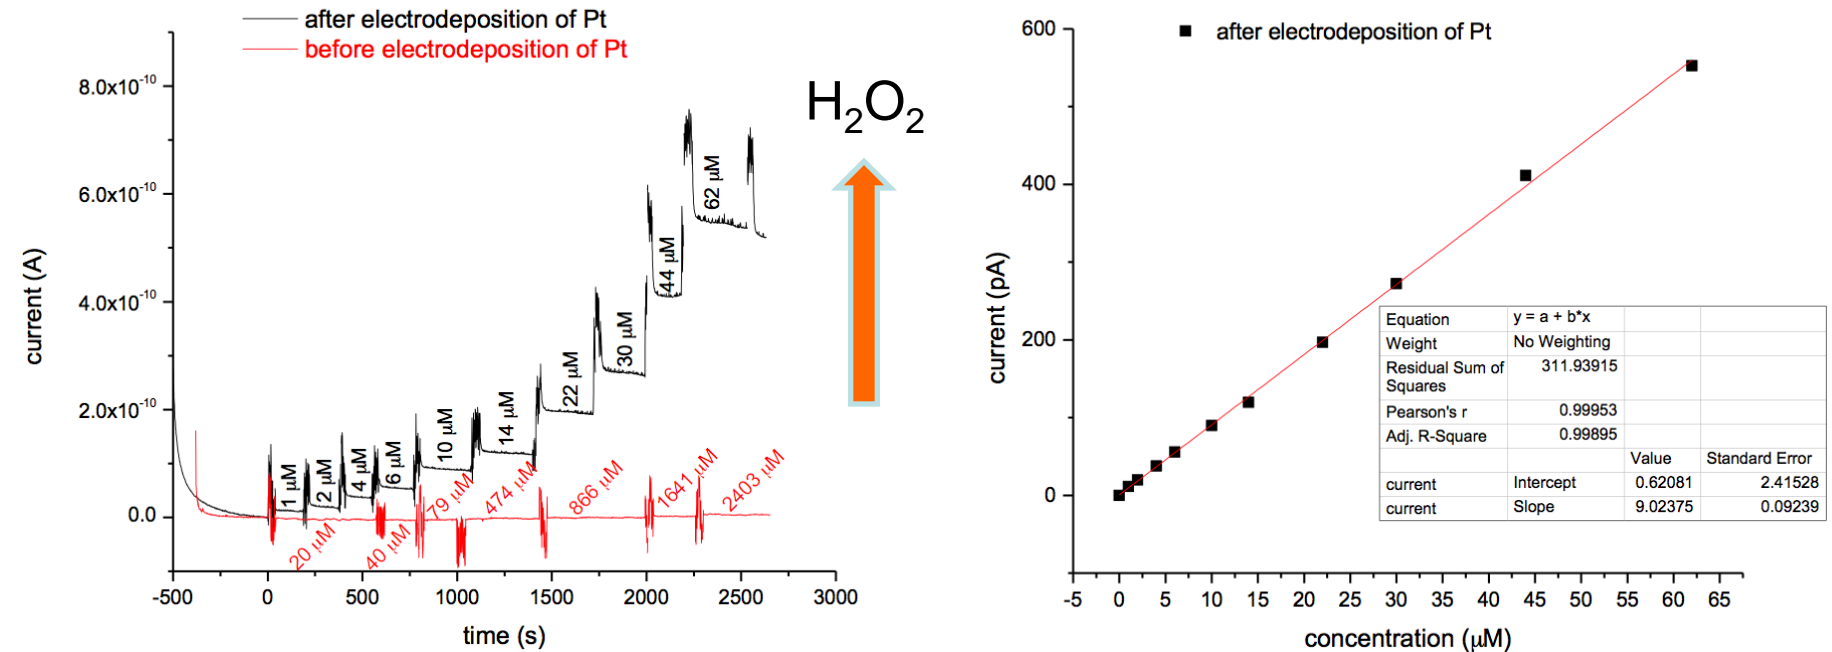 after electrodeposition of Pt
before electrodeposition of Pt
8.0x10⁻¹⁰
6.0x10⁻¹⁰
4.0x10⁻¹⁰
2.0x10⁻¹⁰
0.0
current (A)
1 µM
2 µM
4 µM
6 µM
10 µM
14 µM
22 µM
30 µM
44 µM
62 µM
20 µM
40 µM
79 µM
474 µM
866 µM
1641 µM
2403 µM
-500 0 500 1000 1500 2000 2500 3000
time (s)
H₂O₂
after electrodeposition of Pt
600
400
200
0
current (pA)
Equation y = a + b*x
Weight No Weighting
Residual Sum of 311.93915
Squares
Pearson's r 0.99953
Adj. R-Square 0.99895
Value Standard Error
current Intercept 0.62081 2.41528
current Slope 9.02375 0.09239
-5 0 5 10 15 20 25 30 35 40 45 50 55 60 65
concentration (µM)